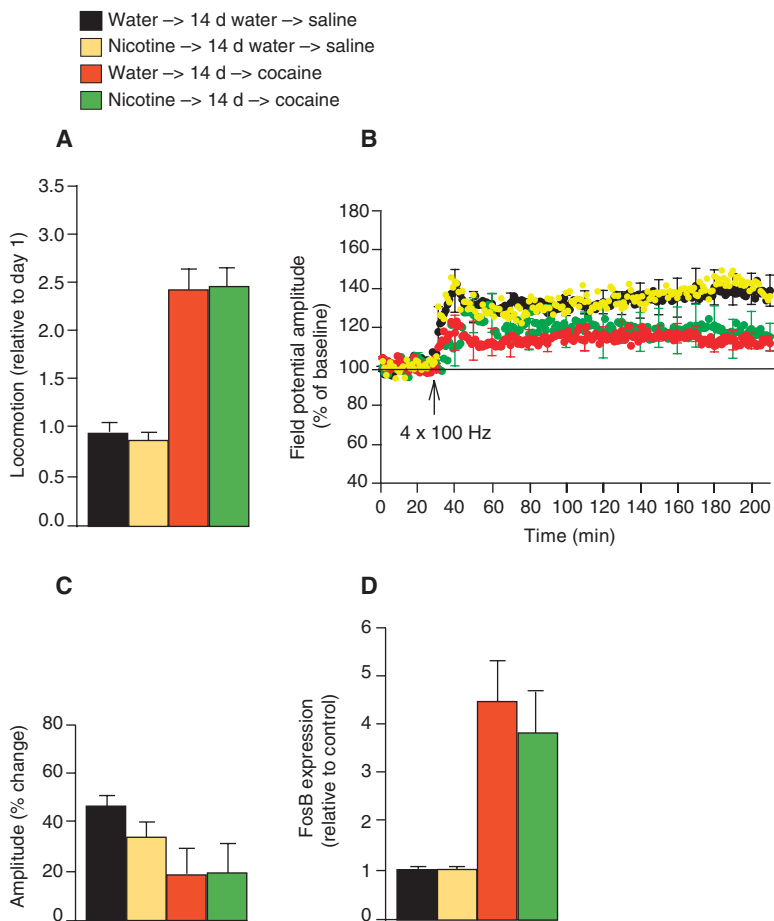 Water –> 14 d water –> saline
Nicotine –> 14 d water –> saline
Water –> 14 d –> cocaine
Nicotine –> 14 d –> cocaine
A
Locomotion (relative to day 1)
3.5
3.0
2.5
2.0
1.5
1.0
0.5
0.0
B
Field potential amplitude
(% of baseline)
180
160
140
120
100
80
60
40
4 x 100 Hz
0 20 40 60 80 100 120 140 160 180 200
Time (min)
C
Amplitude (% change)
80
60
40
20
0
D
FosB expression
(relative to control)
6
5
4
3
2
1
0